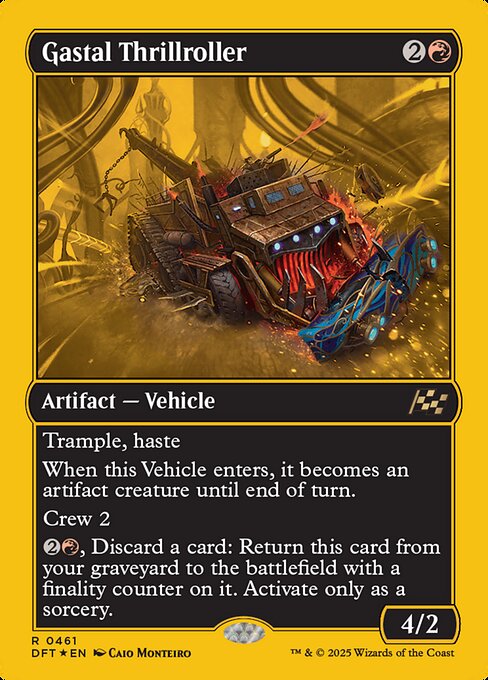 Gastal Thrillroller 2
Artifact — Vehicle
Trample, haste
When this Vehicle enters, it becomes an
artifact creature until end of turn.
Crew 2
2, Discard a card: Return this card from
your graveyard to the battlefield with a
finality counter on it. Activate only as a
sorcery.
4/2
R 0461
DFT★EN Caio Monteiro
™ & © 2025 Wizards of the Coast